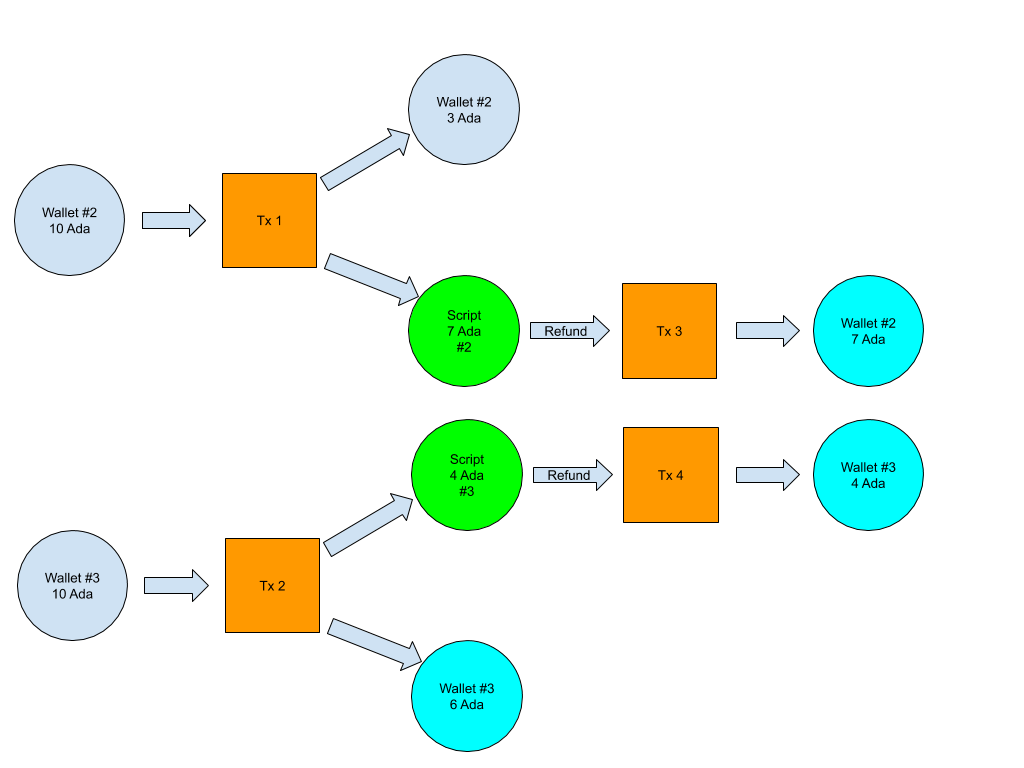 Wallet #2
3 Ada
Wallet #2
10 Ada
Tx 1
Script
7 Ada
#2
Refund
Tx 3
Wallet #2
7 Ada
Script
4 Ada
#3
Refund
Tx 4
Wallet #3
4 Ada
Wallet #3
10 Ada
Tx 2
Wallet #3
6 Ada